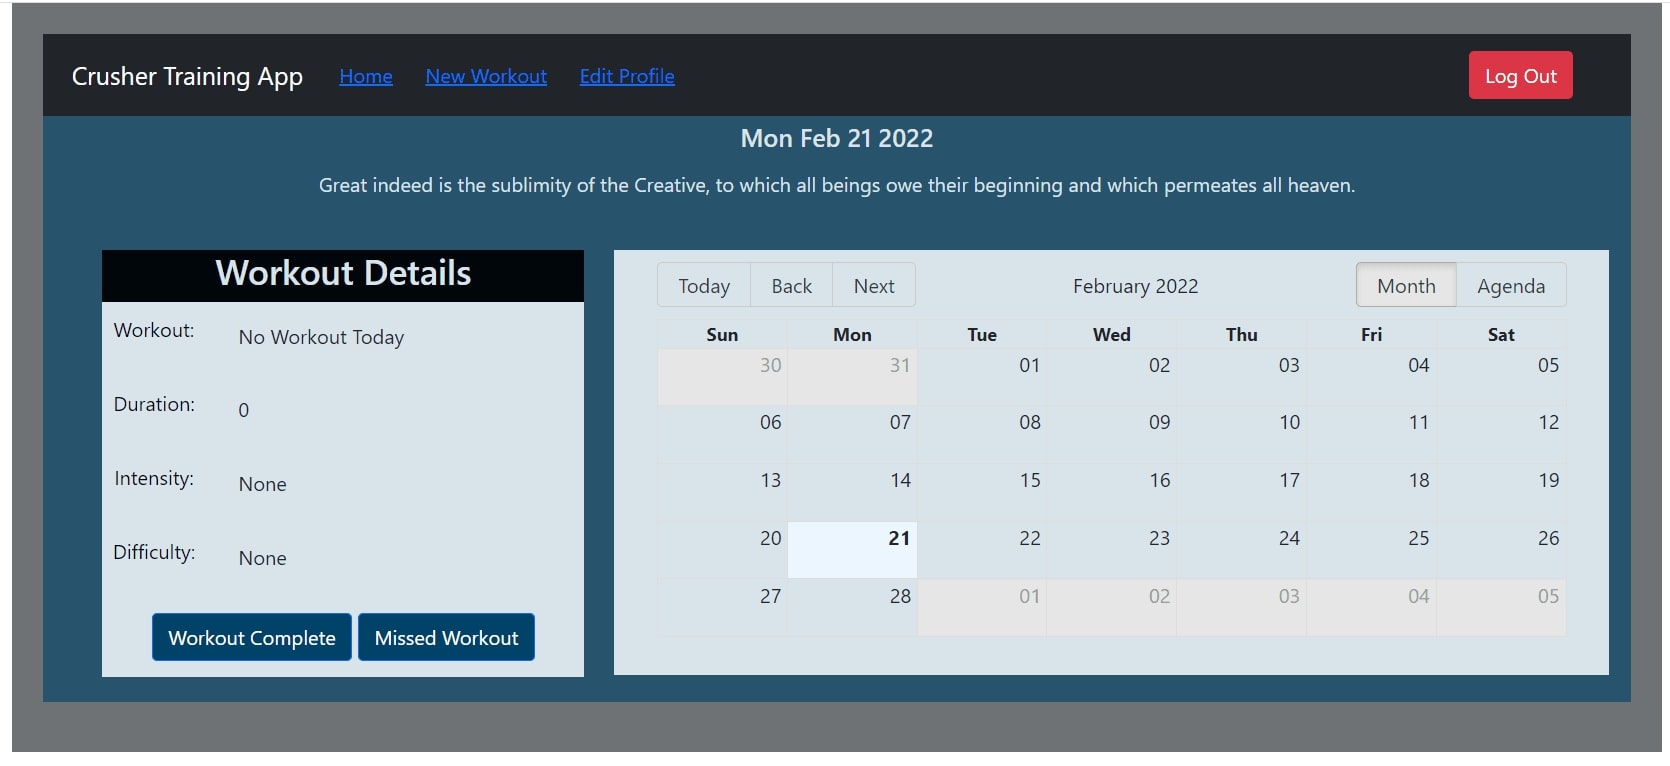 Crusher Training App Home New Workout Edit Profile Log Out
Mon Feb 21 2022
Great indeed is the sublimity of the Creative, to which all beings owe their beginning and which permeates all heaven.
Workout Details
Workout: No Workout Today
Duration: 0
Intensity: None
Difficulty: None
Workout Complete Missed Workout
Today Back Next February 2022 Month Agenda
Sun Mon Tue Wed Thu Fri Sat
30 31 01 02 03 04 05
06 07 08 09 10 11 12
13 14 15 16 17 18 19
20 21 22 23 24 25 26
27 28 01 02 03 04 05